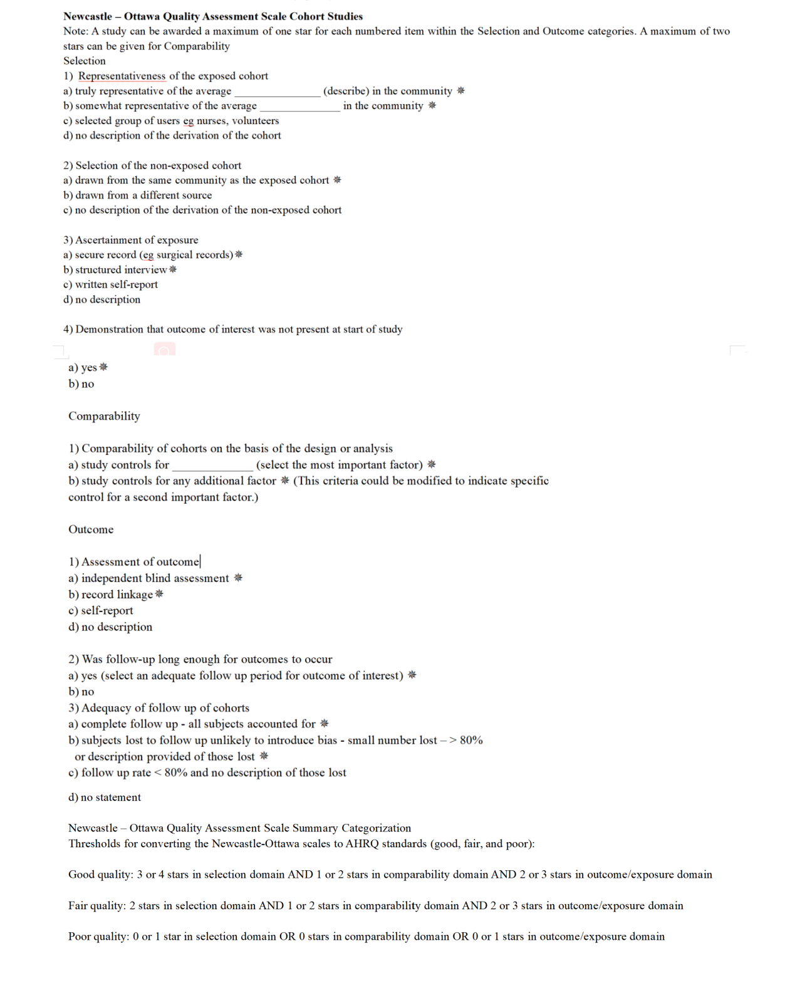 Newcastle – Ottawa Quality Assessment Scale Cohort Studies
Note: A study can be awarded a maximum of one star for each numbered item within the Selection and Outcome categories. A maximum of two
stars can be given for Comparability
Selection
1) Representativeness of the exposed cohort
a) truly representative of the average _______________ (describe) in the community ✵
b) somewhat representative of the average ______________ in the community ✵
c) selected group of users eg nurses, volunteers
d) no description of the derivation of the cohort
2) Selection of the non-exposed cohort
a) drawn from the same community as the exposed cohort ✵
b) drawn from a different source
c) no description of the derivation of the non-exposed cohort
3) Ascertainment of exposure
a) secure record (eg surgical records) ✵
b) structured interview ✵
c) written self-report
d) no description
4) Demonstration that outcome of interest was not present at start of study
a) yes ✵
b) no
Comparability
1) Comparability of cohorts on the basis of the design or analysis
a) study controls for _____________ (select the most important factor) ✵
b) study controls for any additional factor ✵ (This criteria could be modified to indicate specific
control for a second important factor.)
Outcome
1) Assessment of outcome
a) independent blind assessment ✵
b) record linkage ✵
c) self-report
d) no description
2) Was follow-up long enough for outcomes to occur
a) yes (select an adequate follow up period for outcome of interest) ✵
b) no
3) Adequacy of follow up of cohorts
a) complete follow up - all subjects accounted for ✵
b) subjects lost to follow up unlikely to introduce bias - small number lost – > 80%
or description provided of those lost ✵
c) follow up rate < 80% and no description of those lost
d) no statement
Newcastle – Ottawa Quality Assessment Scale Summary Categorization
Thresholds for converting the Newcastle-Ottawa scales to AHRQ standards (good, fair, and poor):
Good quality: 3 or 4 stars in selection domain AND 1 or 2 stars in comparability domain AND 2 or 3 stars in outcome/exposure domain
Fair quality: 2 stars in selection domain AND 1 or 2 stars in comparability domain AND 2 or 3 stars in outcome/exposure domain
Poor quality: 0 or 1 star in selection domain OR 0 stars in comparability domain OR 0 or 1 stars in outcome/exposure domain